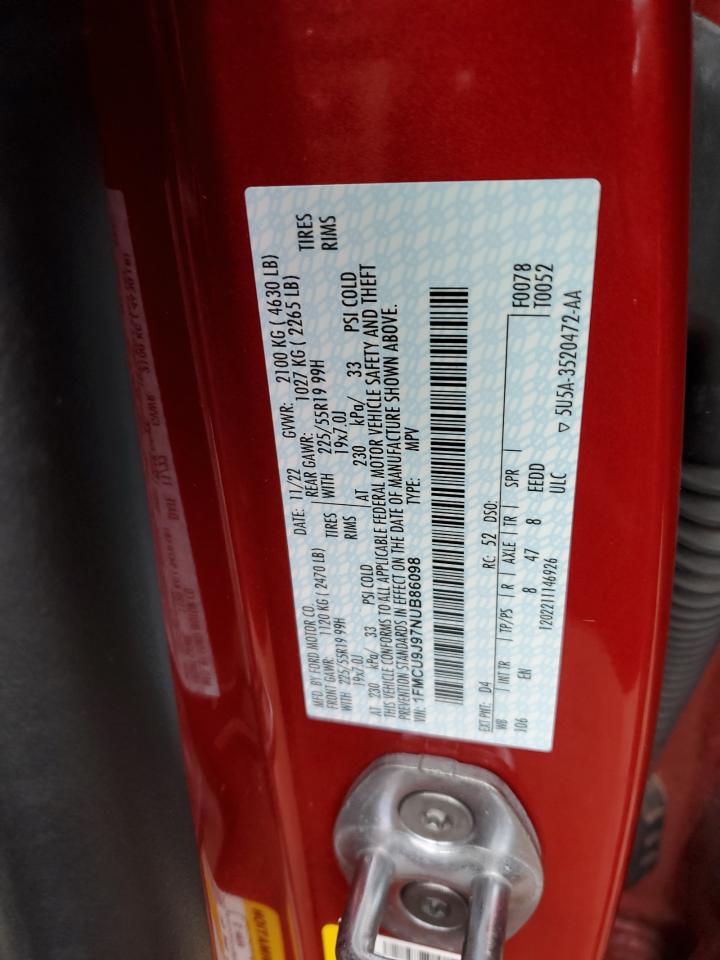 MFD. BY FORD MOTOR CO. DATE: 11/22 GVWR: 2100 KG ( 4630 LB)
FRONT GAWR: 1120 KG ( 2470 LB) REAR GAWR: 1027 KG ( 2265 LB)
WITH 225/55R19 99H TIRES WITH 225/55R19 99H TIRES
19x7.0J RIMS 19x7.0J RIMS
AT 230 kPa/ 33 PSI COLD AT 230 kPa/ 33 PSI COLD
THIS VEHICLE CONFORMS TO ALL APPLICABLE FEDERAL MOTOR VEHICLE SAFETY AND THEFT
PREVENTION STANDARDS IN EFFECT ON THE DATE OF MANUFACTURE SHOWN ABOVE.
VIN: 1FMCU9J97NUB86098 TYPE: MPV
EXT PNT: D4 RC: 52 DSO:
WB INT TR TP/PS R AXLE TR SPR F0078
106 EN 8 47 8 EEDD T0052
1202211146926 ULC
▽ 5U5A-3520472-AA